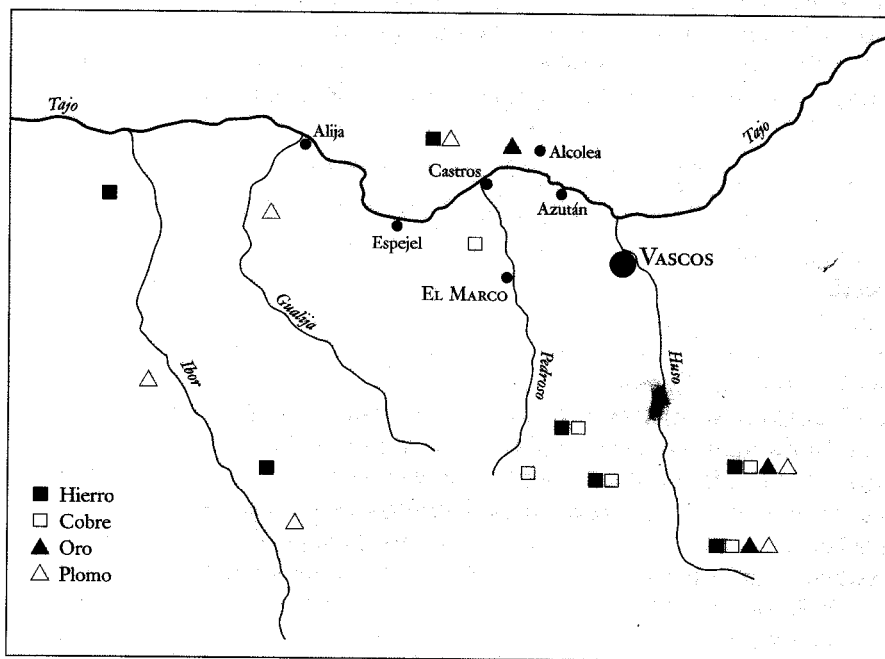 Tajo
Alija
Alcolea
Tajo
Castros
Azután
Espejel
VASCOS
EL MARCO
Gualija
Ibor
Pedroso
Huso
Hierro
Cobre
Oro
Plomo